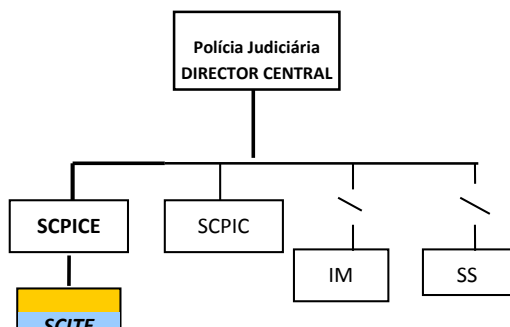 Polícia Judiciária
DIRECTOR CENTRAL
SCPICE
SCPIC
IM
SS
SCITE